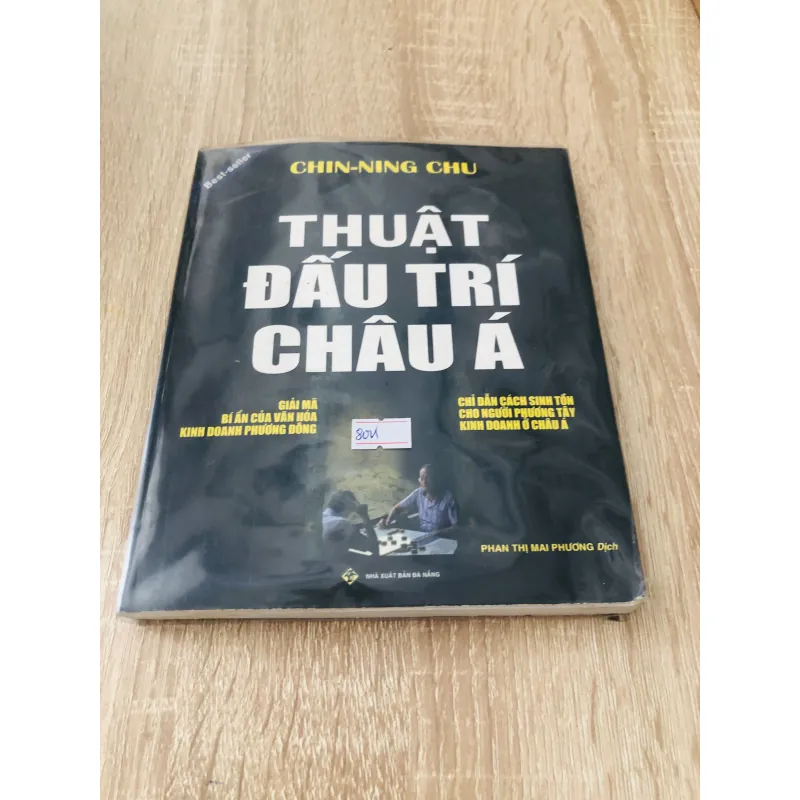 Best-seller
CHIN-NING CHU
THUẬT
ĐẤU TRÍ
CHÂU Á
GIẢI MÃ
BÍ ẨN CỦA VĂN HÓA
KINH DOANH PHƯƠNG ĐÔNG
CHỈ DẪN CÁCH SINH TỒN
CHO NGƯỜI PHƯƠNG TÂY
KINH DOANH Ở CHÂU Á
80K
PHAN THỊ MAI PHƯƠNG Dịch
NHÀ XUẤT BẢN ĐÀ NẴNG